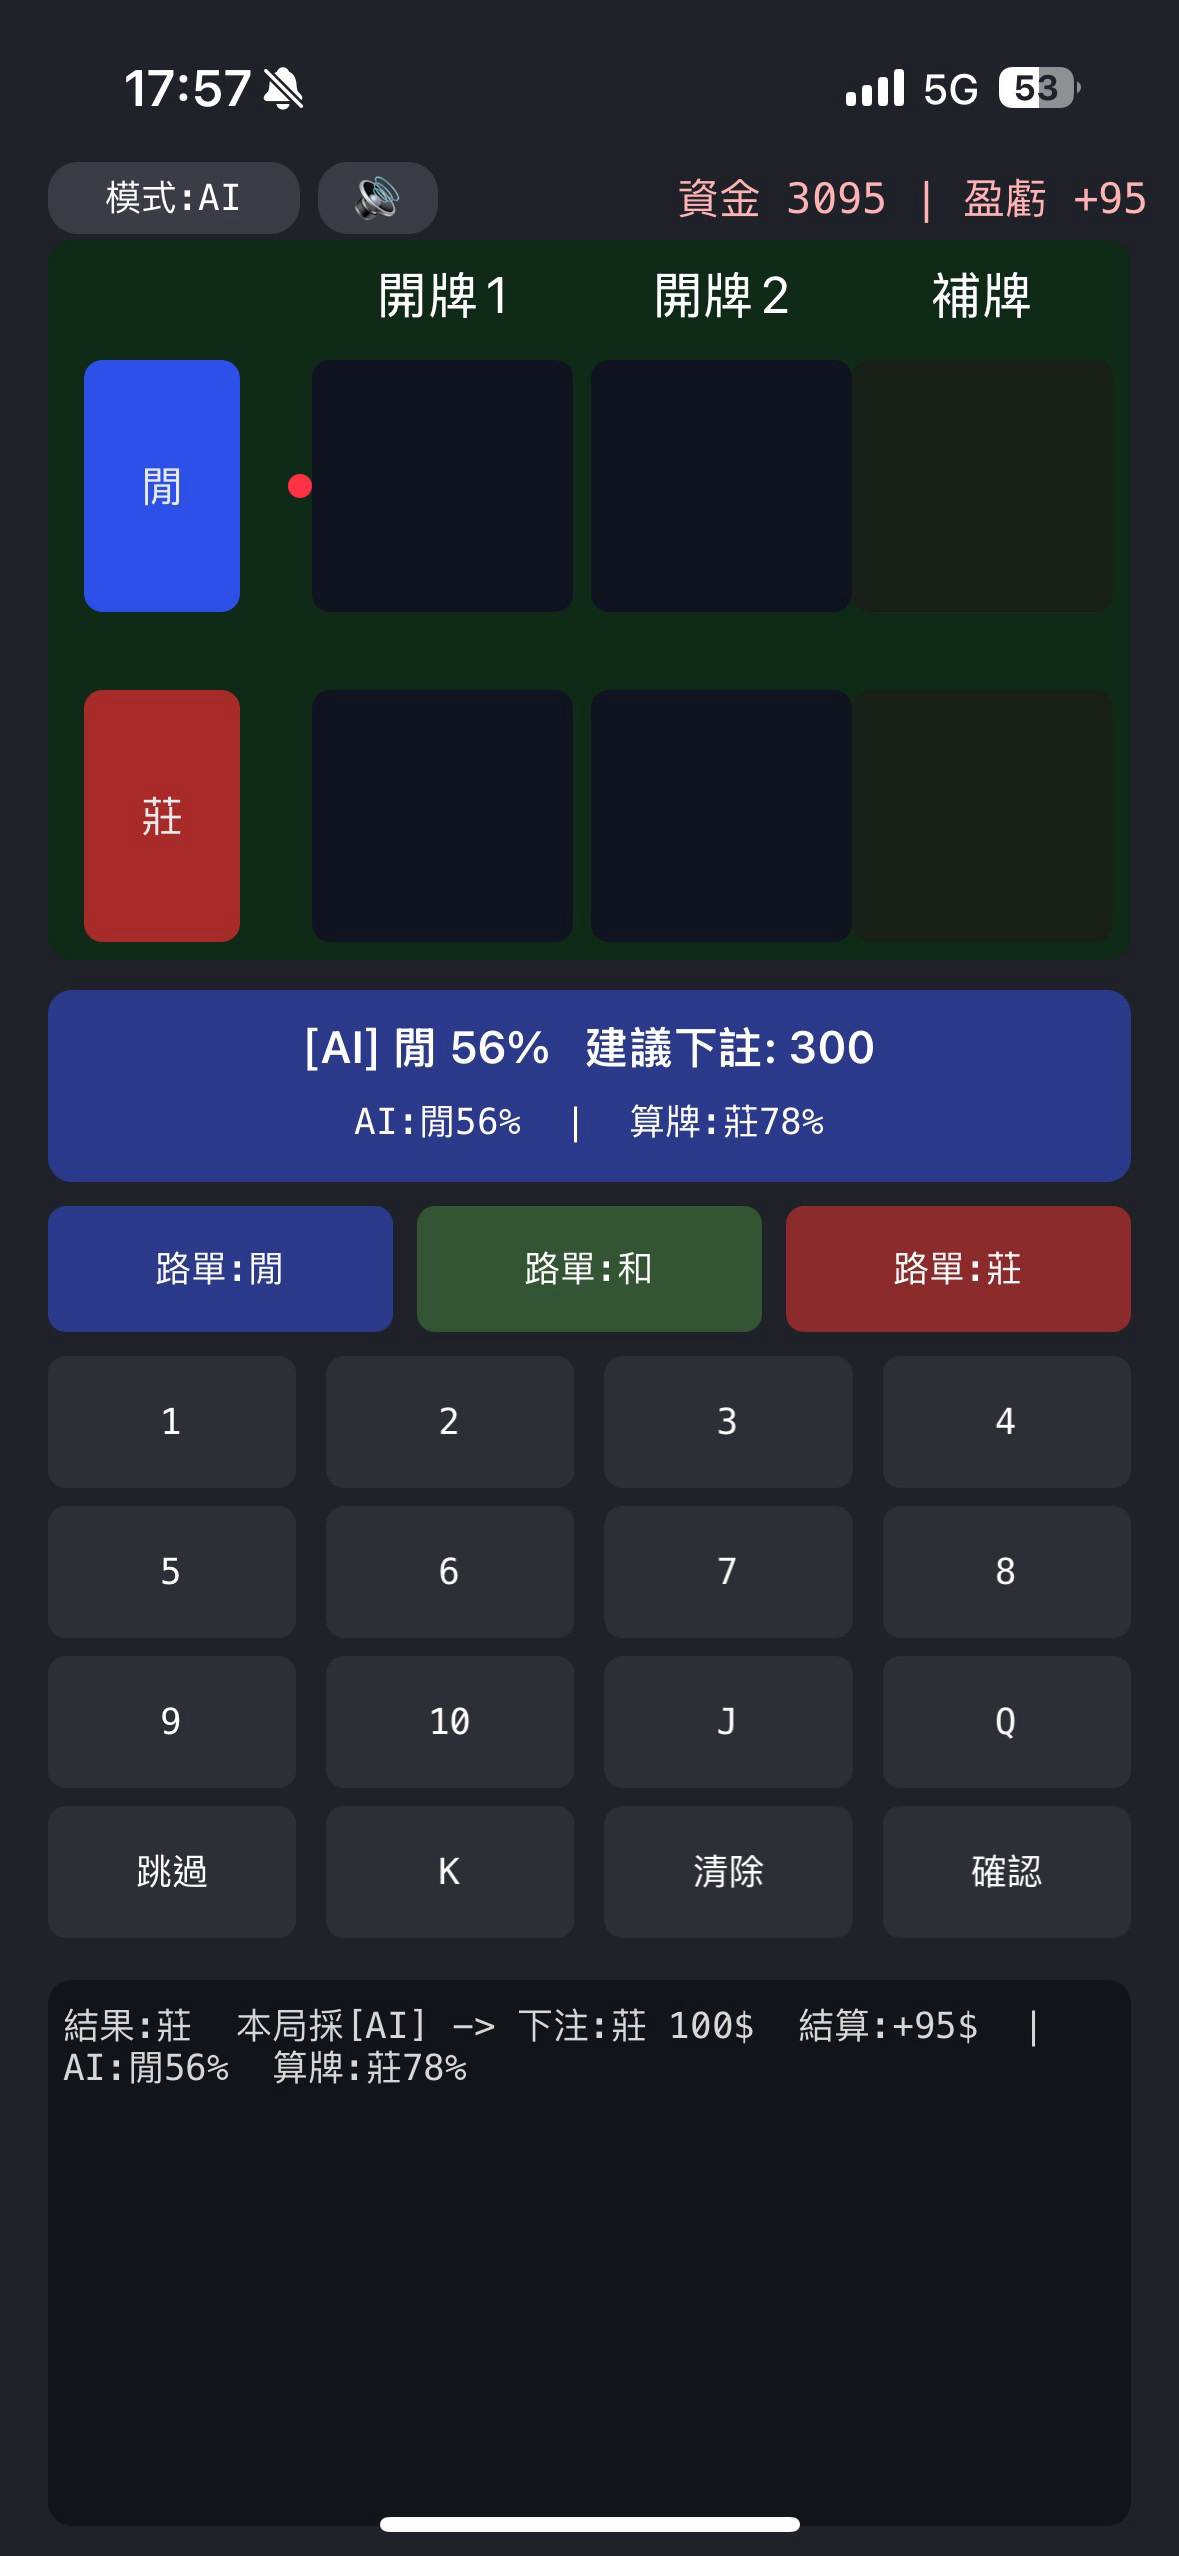 17:57 5G 53
模式:AI 資金 3095 | 盈虧 +95
開牌1 開牌2 補牌
閒
莊
[AI] 閒 56% 建議下註: 300
AI:閒56% | 算牌:莊78%
路單:閒 路單:和 路單:莊
1 2 3 4
5 6 7 8
9 10 J Q
跳過 K 清除 確認
結果:莊 本局採[AI] —> 下注:莊 100$ 結算:+95$ |
AI:閒56% 算牌:莊78%